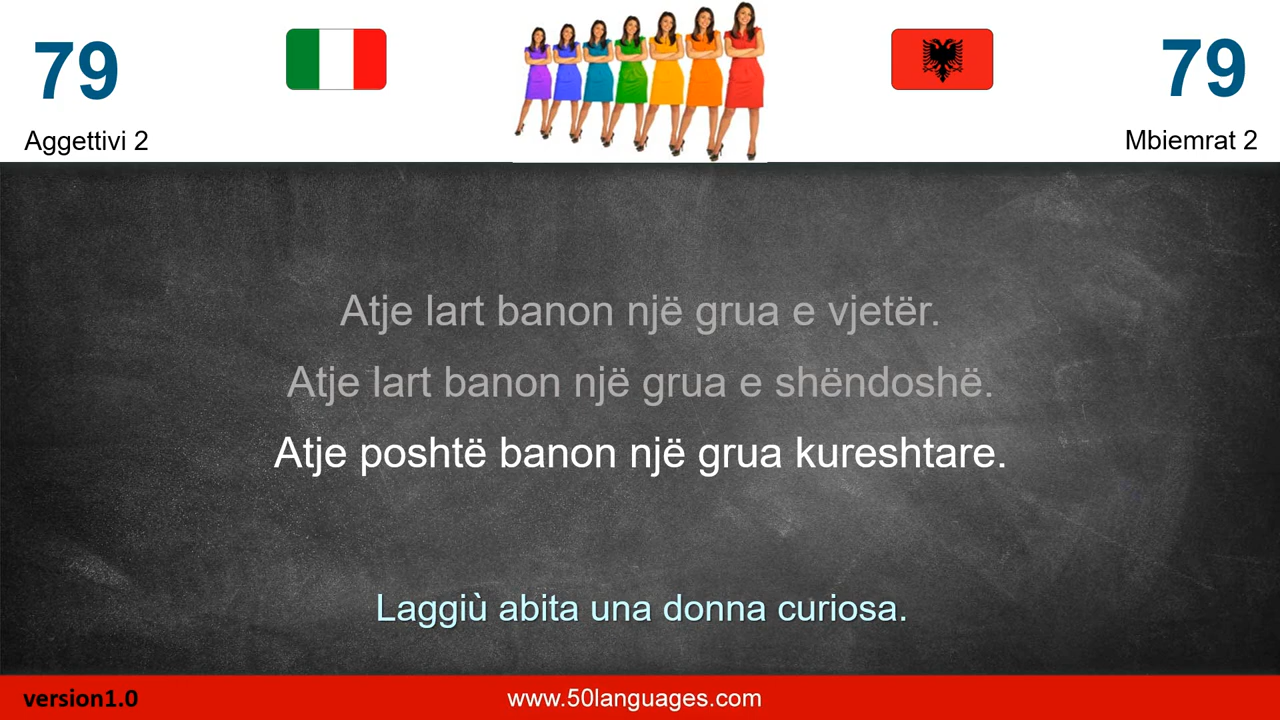 79
79
Aggettivi 2
Mbiemrat 2
Atje lart banon një grua e vjetër.
Atje lart banon një grua e shëndoshë.
Atje poshtë banon një grua kureshtare.
Laggiù abita una donna curiosa.
version1.0
www.50languages.com